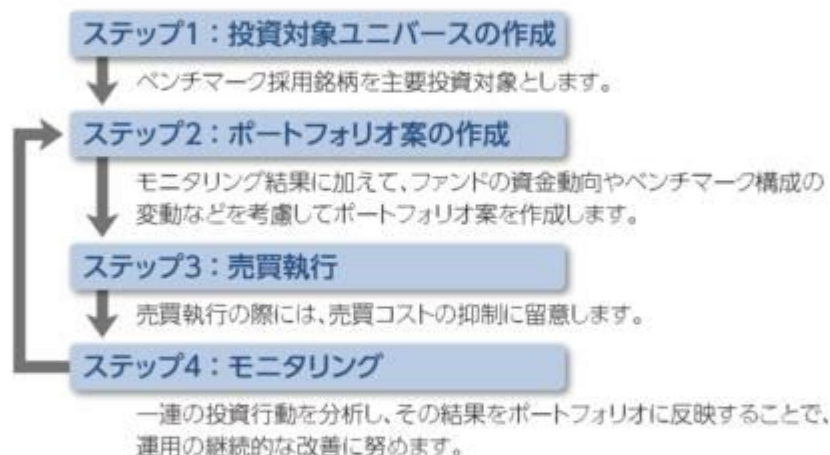 ステップ1：投資対象ユニバースの作成
ベンチマーク採用銘柄を主要投資対象とします。
ステップ2：ポートフォリオ案の作成
モニタリング結果に加えて、ファンドの資金動向やベンチマーク構成の
変動などを考慮してポートフォリオ案を作成します。
ステップ3：売買執行
売買執行の際には、売買コストの抑制に留意します。
ステップ4：モニタリング
一連の投資行動を分析し、その結果をポートフォリオに反映することで、
運用の継続的な改善に努めます。